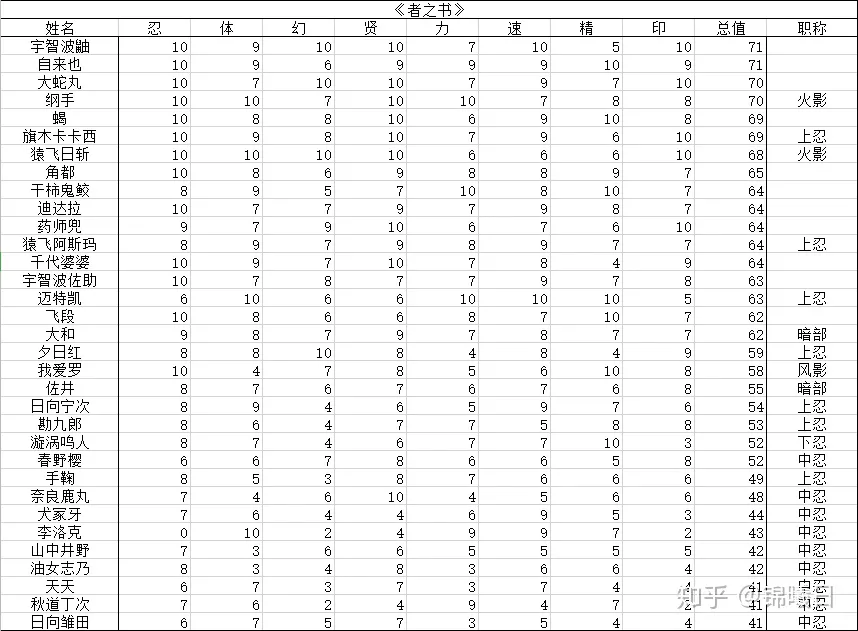 《者之书》
姓名 忍 体 幻 贤 力 速 精 印 总值 职称
宇智波鼬 10 9 10 10 7 10 5 10 71
自来也 10 9 6 9 9 9 10 9 71
大蛇丸 10 7 10 10 7 9 7 10 70
纲手 10 10 7 10 10 7 8 8 70 火影
蝎 10 8 8 10 6 9 10 8 69
旗木卡卡西 10 9 8 10 7 9 6 10 69 上忍
猿飞日斩 10 10 10 10 6 6 6 10 68 火影
角都 10 8 6 9 8 8 9 7 65
干柿鬼鲛 8 9 5 7 10 8 10 7 64
迪达拉 10 7 7 9 7 9 8 7 64
药师兜 9 7 9 10 6 7 6 10 64
猿飞阿斯玛 8 9 7 9 8 9 7 7 64 上忍
千代婆婆 10 9 7 10 7 8 4 9 64
宇智波佐助 10 7 8 7 7 9 7 8 63
迈特凯 6 10 6 6 10 10 10 5 63 上忍
飞段 10 8 6 6 8 7 10 7 62
大和 9 8 7 9 7 8 7 7 62 暗部
夕日红 8 8 10 8 4 8 4 9 59 上忍
我爱罗 10 4 7 8 5 6 10 8 58 风影
佐井 8 7 6 7 6 7 6 8 55 暗部
日向宁次 8 9 4 6 5 9 7 6 54 上忍
勘九郎 8 6 4 7 7 5 8 8 53 上忍
漩涡鸣人 8 7 4 6 7 7 10 3 52 下忍
春野樱 6 6 7 8 6 6 5 8 52 中忍
手鞠 8 5 3 8 7 6 6 6 49 上忍
奈良鹿丸 7 4 6 10 4 5 6 6 48 中忍
犬冢牙 7 6 4 4 6 9 5 3 44 中忍
李洛克 0 10 2 4 9 9 7 2 43 中忍
山中井野 7 3 6 6 5 5 5 5 42 中忍
油女志乃 8 3 4 8 3 6 6 4 42 中忍
天天 6 7 3 7 3 7 4 4 41 中忍
秋道丁次 7 6 2 4 9 4 7 2 41 中忍
日向雏田 6 7 5 7 3 5 4 4 41 中忍
知乎 @锦曦日